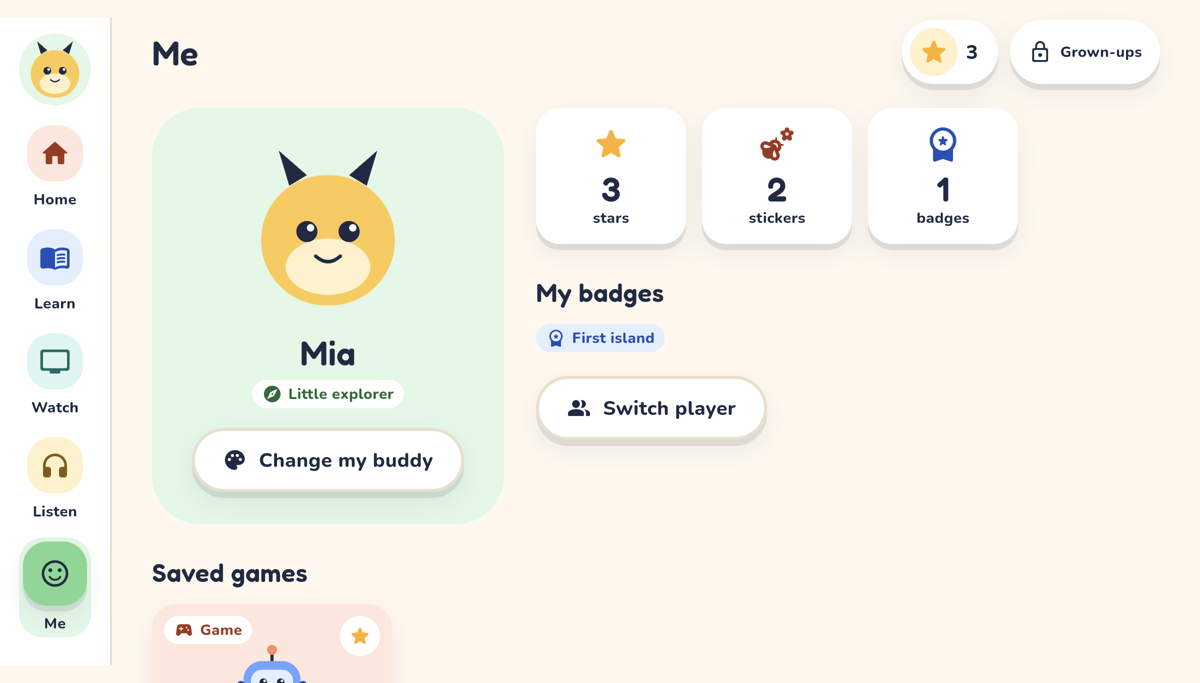 Me
3
Grown-ups
Home
Learn
Watch
Listen
Me
Mia
Little explorer
Change my buddy
3
stars
2
stickers
1
badges
My badges
First island
Switch player
Saved games
Game